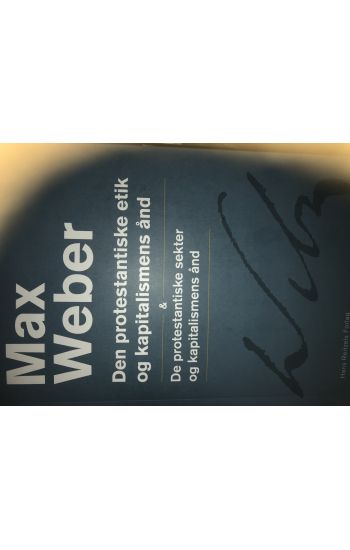 Max
Weber
Den protestantiske etik
og kapitalismens ånd
&
De protestantiske sekter
og kapitalismens ånd
Hans Reitzels Forlag